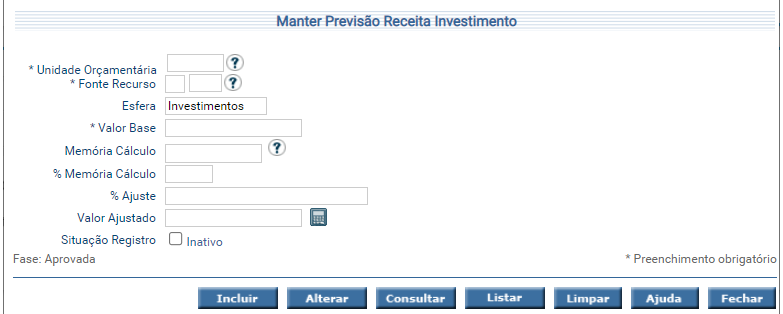 Manter Previsão Receita Investimento
* Unidade Orçamentária ?
* Fonte Recurso ?
Esfera Investimentos
* Valor Base
Memória Cálculo ?
% Memória Cálculo
% Ajuste
Valor Ajustado
Situação Registro Inativo
Fase: Aprovada * Preenchimento obrigatório
Incluir Alterar Consultar Listar Limpar Ajuda Fechar